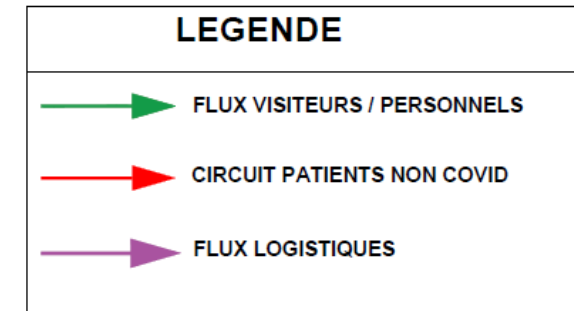 LEGENDE
FLUX VISITEURS / PERSONNELS
CIRCUIT PATIENTS NON COVID
FLUX LOGISTIQUES